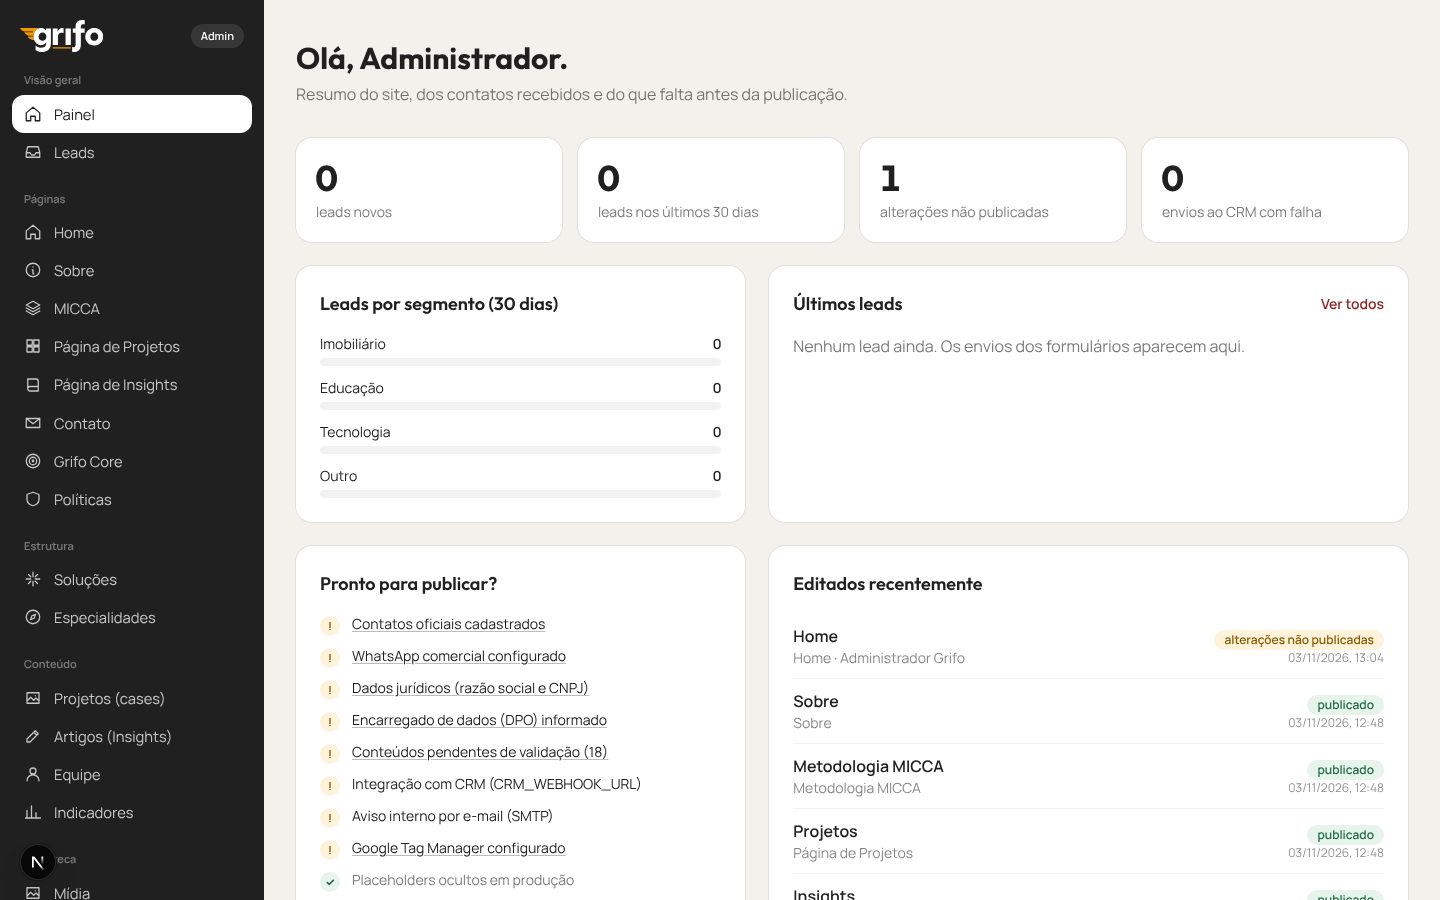 grifo
Admin
Visão geral
Painel
Leads
Páginas
Home
Sobre
MICCA
Página de Projetos
Página de Insights
Contato
Grifo Core
Políticas
Estrutura
Soluções
Especialidades
Conteúdo
Projetos (cases)
Artigos (Insights)
Equipe
Indicadores
N
Mídia
Olá, Administrador.
Resumo do site, dos contatos recebidos e do que falta antes da publicação.
0
leads novos
0
leads nos últimos 30 dias
1
alterações não publicadas
0
envios ao CRM com falha
Leads por segmento (30 dias)
Imobiliário 0
Educação 0
Tecnologia 0
Outro 0
Últimos leads
Ver todos
Nenhum lead ainda. Os envios dos formulários aparecem aqui.
Pronto para publicar?
! Contatos oficiais cadastrados
! WhatsApp comercial configurado
! Dados jurídicos (razão social e CNPJ)
! Encarregado de dados (DPO) informado
! Conteúdos pendentes de validação (18)
! Integração com CRM (CRM_WEBHOOK_URL)
! Aviso interno por e-mail (SMTP)
! Google Tag Manager configurado
Placeholders ocultos em produção
Editados recentemente
Home alterações não publicadas
Home · Administrador Grifo 03/11/2026, 13:04
Sobre publicado
Sobre 03/11/2026, 12:48
Metodologia MICCA publicado
Metodologia MICCA 03/11/2026, 12:48
Projetos publicado
Página de Projetos 03/11/2026, 12:48
Insights publicado